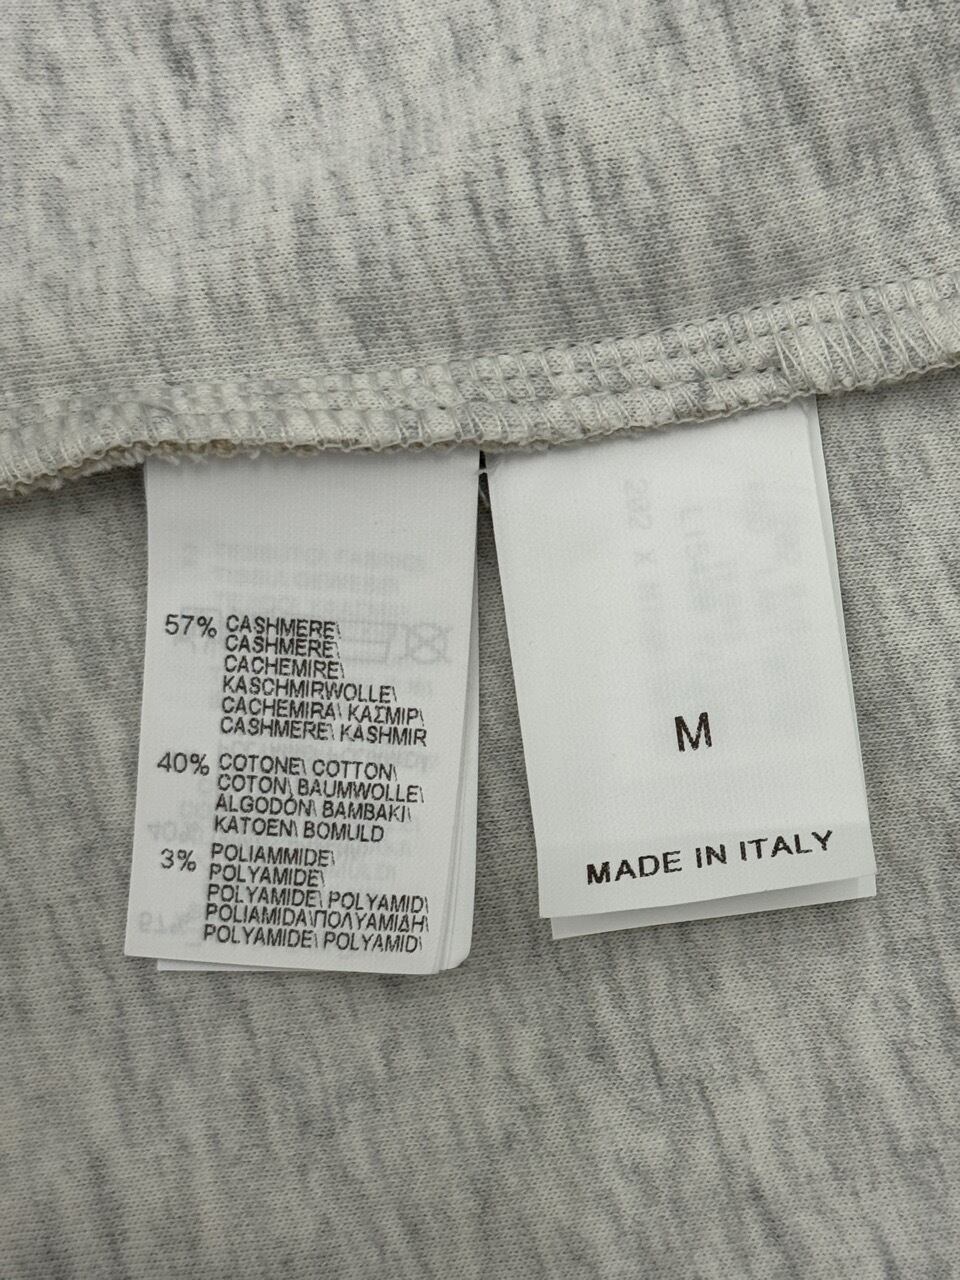 57% CASHMERE\
CASHMERE\
CACHEMIRE\
KASCHMIRWOLLE\
CACHEMIRA\ ΚΑΣΜΙΡ\
CASHMERE\ KASHMIR
40% COTONE\ COTTON\
COTON\ BAUMWOLLE\
ALGODÓN\ BAMBAKI\
KATOEN\ BOMULD
3% POLIAMMIDE\
POLYAMIDE\
POLYAMIDE\ POLYAMID\
POLIAMIDA\ΠΟΛΥΑΜΙΔΗ\
POLYAMIDE\ POLYAMID\
M
MADE IN ITALY